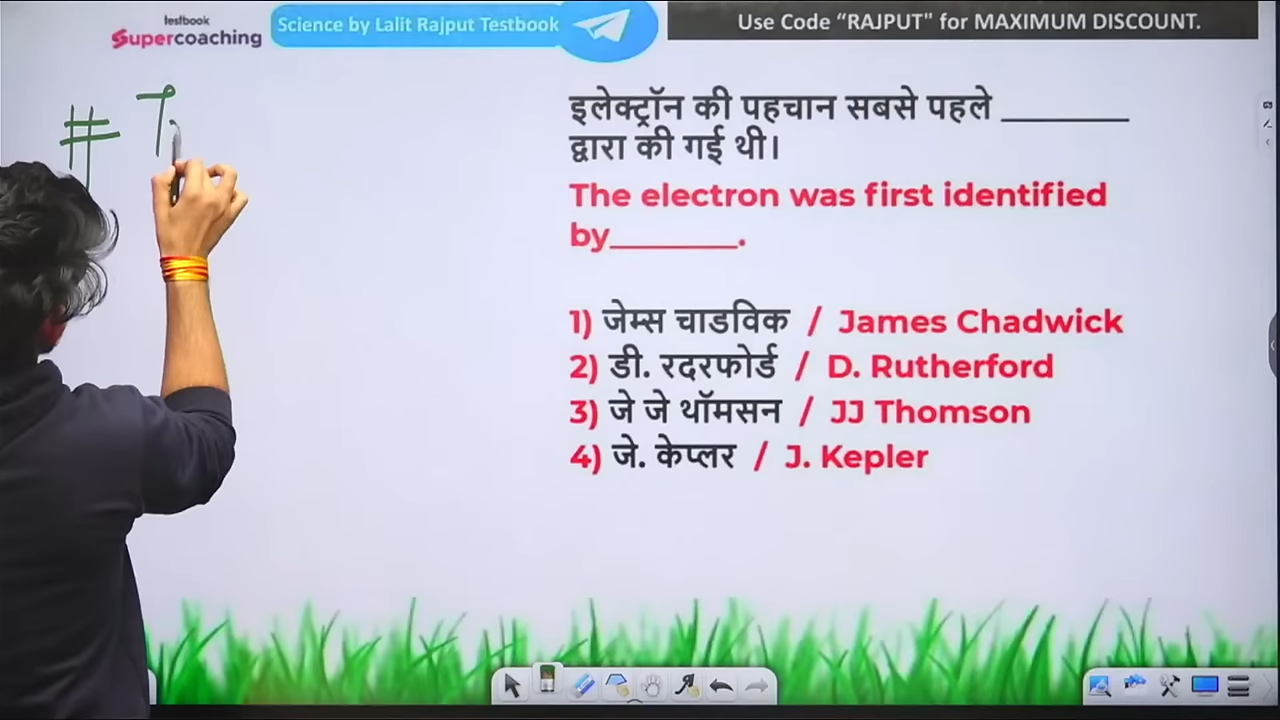 testbook
Supercoaching
Science by Lalit Rajput Testbook
Use Code “RAJPUT" for MAXIMUM DISCOUNT.
# T
इलेक्ट्रॉन की पहचान सबसे पहले ________
द्वारा की गई थी।
The electron was first identified
by________.
1) जेम्स चाडविक / James Chadwick
2) डी. रदरफोर्ड / D. Rutherford
3) जे जे थॉमसन / JJ Thomson
4) जे. केप्लर / J. Kepler